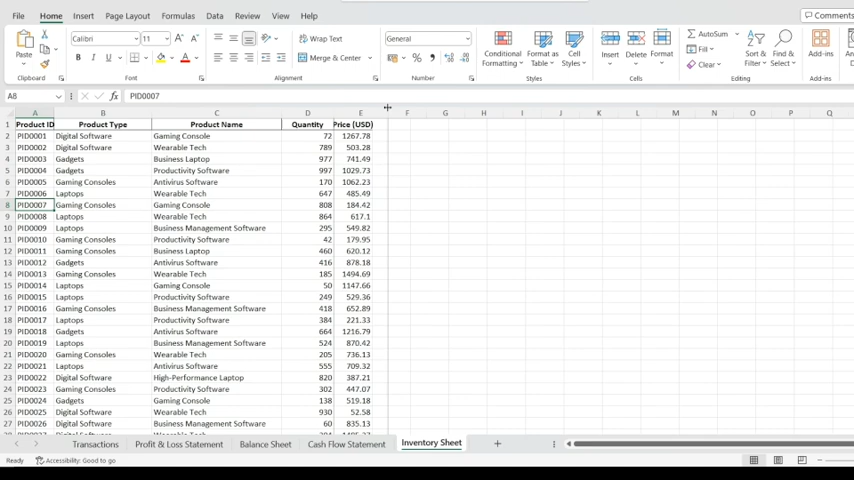 File Home Insert Page Layout Formulas Data Review View Help Comments
Calibri 11 Wrap Text General AutoSum
Paste Conditional Formatting Format as Table Cell Styles Insert Delete Format Fill Sort & Filter Find & Select Add-ins
B I U A Merge & Center % Clear
Clipboard Font Alignment Number Styles Cells Editing Add-ins
A8 fx PID0007
A B C D E F G H I J K L M N O P Q
1 Product ID Product Type Product Name Quantity Price (USD)
2 PID0001 Digital Software Gaming Console 72 1267.78
3 PID0002 Digital Software Wearable Tech 789 503.28
4 PID0003 Gadgets Business Laptop 977 741.49
5 PID0004 Gadgets Productivity Software 997 1029.73
6 PID0005 Gaming Consoles Antivirus Software 170 1062.23
7 PID0006 Laptops Wearable Tech 647 485.49
8 PID0007 Gaming Consoles Gaming Console 808 184.42
9 PID0008 Laptops Wearable Tech 864 617.1
10 PID0009 Laptops Business Management Software 295 549.82
11 PID0010 Gaming Consoles Productivity Software 42 179.95
12 PID0011 Gaming Consoles Business Laptop 460 620.12
13 PID0012 Gadgets Antivirus Software 416 878.18
14 PID0013 Gaming Consoles Wearable Tech 185 1494.69
15 PID0014 Laptops Gaming Console 50 1147.66
16 PID0015 Laptops Productivity Software 249 529.36
17 PID0016 Gaming Consoles Business Management Software 418 652.89
18 PID0017 Laptops Wearable Tech 384 221.33
19 PID0018 Gadgets Antivirus Software 664 1216.79
20 PID0019 Laptops Business Management Software 524 870.42
21 PID0020 Gaming Consoles Wearable Tech 205 736.13
22 PID0021 Laptops Antivirus Software 555 709.32
23 PID0022 Digital Software High-Performance Laptop 820 387.21
24 PID0023 Gaming Consoles Productivity Software 302 447.07
25 PID0024 Gadgets Gaming Console 138 519.18
26 PID0025 Digital Software Wearable Tech 930 52.58
27 PID0026 Digital Software Business Management Software 60 835.13
Transactions Profit & Loss Statement Balance Sheet Cash Flow Statement Inventory Sheet
Ready Accessibility: Good to go